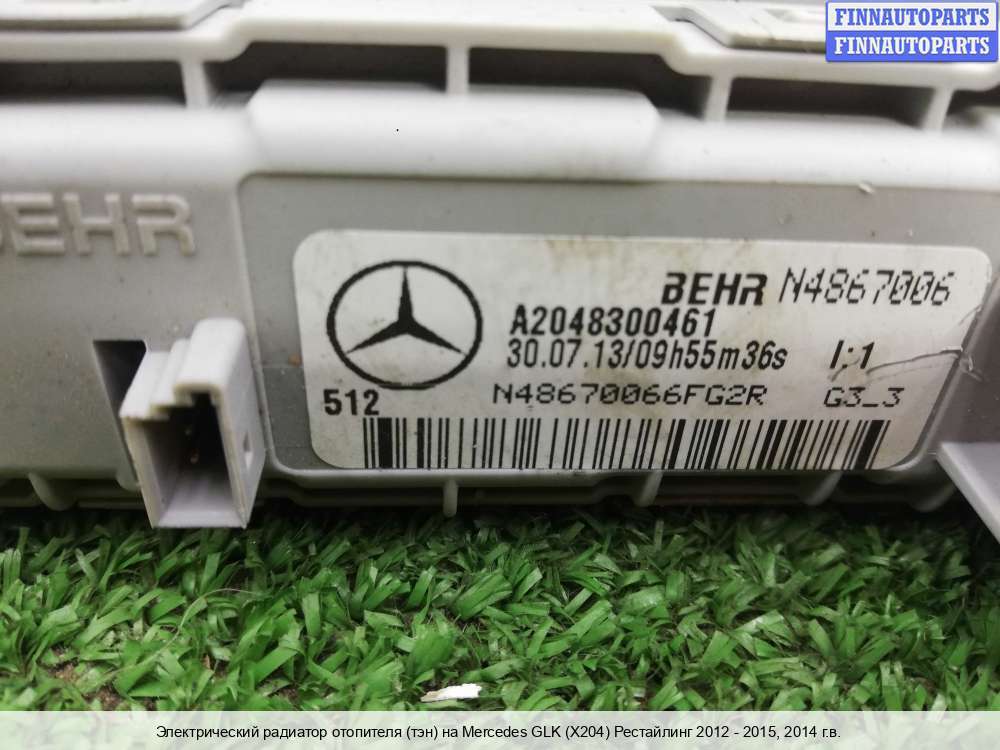 FINNAUTOPARTS
FINNAUTOPARTS
BEHR
BEHR N4867006
A2048300461
30.07.13/09h55m36s I:1
512 N48670066FG2R G3_3
Электрический радиатор отопителя (тэн) на Mercedes GLK (X204) Рестайлинг 2012 - 2015, 2014 г.в.